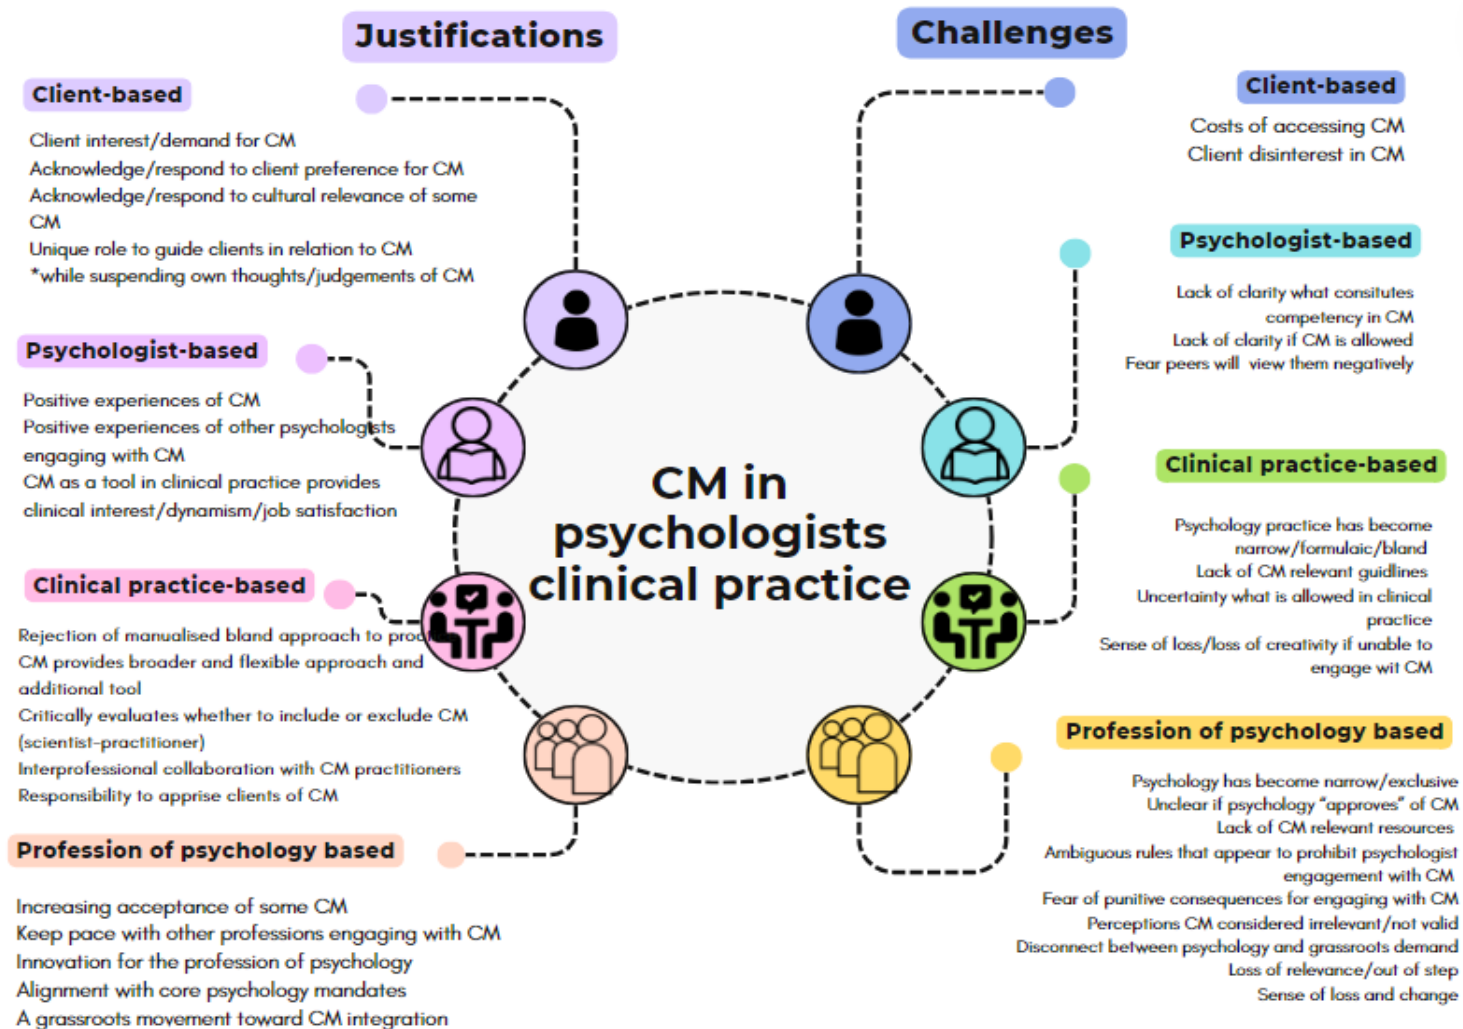 Justifications
Client-based
Client interest/demand for CM
Acknowledge/respond to client preference for CM
Acknowledge/respond to cultural relevance of some
CM
Unique role to guide clients in relation to CM
*while suspending own thoughts/judgements of CM
Psychologist-based
Positive experiences of CM
Positive experiences of other psychologists
engaging with CM
CM as a tool in clinical practice provides
clinical interest/dynamism/job satisfaction
Clinical practice-based
Rejection of manualised bland approach to
CM provides broader and flexible approach and
additional tool
Critically evaluates whether to include or exclude CM
(scientist-practitioner)
Interprofessional collaboration with CM practitioners
Responsibility to apprise clients of CM
Profession of psychology based
Increasing acceptance of some CM
Keep pace with other professions engaging with CM
Innovation for the profession of psychology
Alignment with core psychology mandates
A grassroots movement toward CM integration
CM in
psychologists
clinical practice
Challenges
Client-based
Costs of accessing CM
Client disinterest in CM
Psychologist-based
Lack of clarity what consitutes
competency in CM
Lack of clarity if CM is allowed
Fear peers will view them negatively
Clinical practice-based
Psychology practice has become
narrow/formulaic/bland
Lack of CM relevant guidlines
Uncertainty what is allowed in clinical
practice
Sense of loss/loss of creativity if unable to
engage wit CM
Profession of psychology based
Psychology has become narrow/exclusive
Unclear if psychology “approves” of CM
Lack of CM relevant resources
Ambiguous rules that appear to prohibit psychologist
engagement with CM
Fear of punitive consequences for engaging with CM
Perceptions CM considered irrelevant/not valid
Disconnect between psychology and grassroots demand
Loss of relevance/out of step
Sense of loss and change